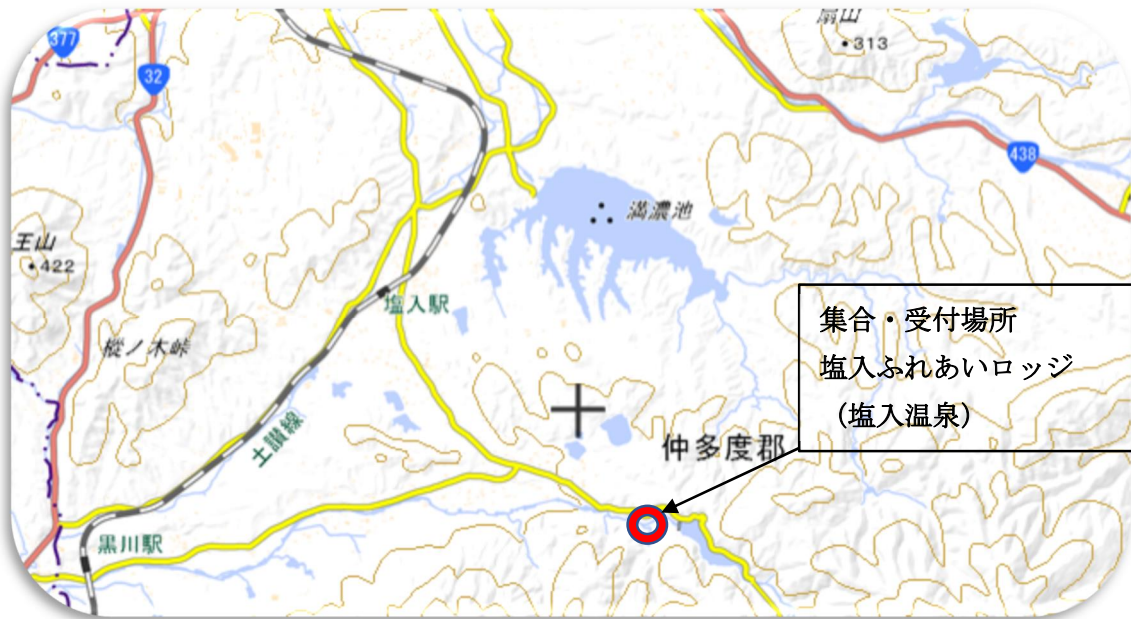 377
32
扇山
313
438
満濃池
王山
422
塩入駅
樅ノ木峠
集合・受付場所
塩入ふれあいロッジ
（塩入温泉）
土讃線
仲多度郡
黒川駅